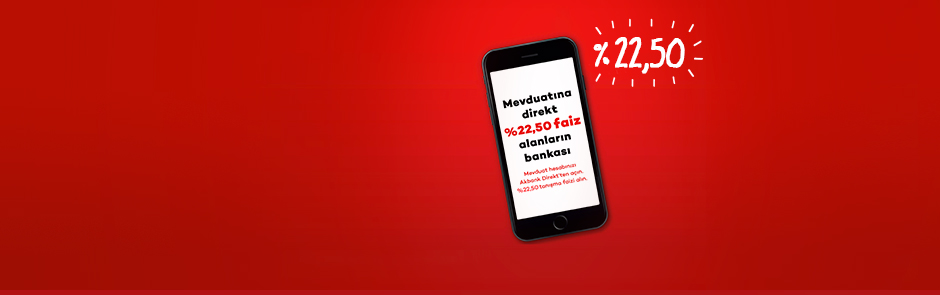 %22,50
Mevduatına
direkt
%22,50 faiz
alanların
bankası
Mevduat hesabınızı
Akbank Direkt'ten açın,
%22,50 tanışma faizi alın.